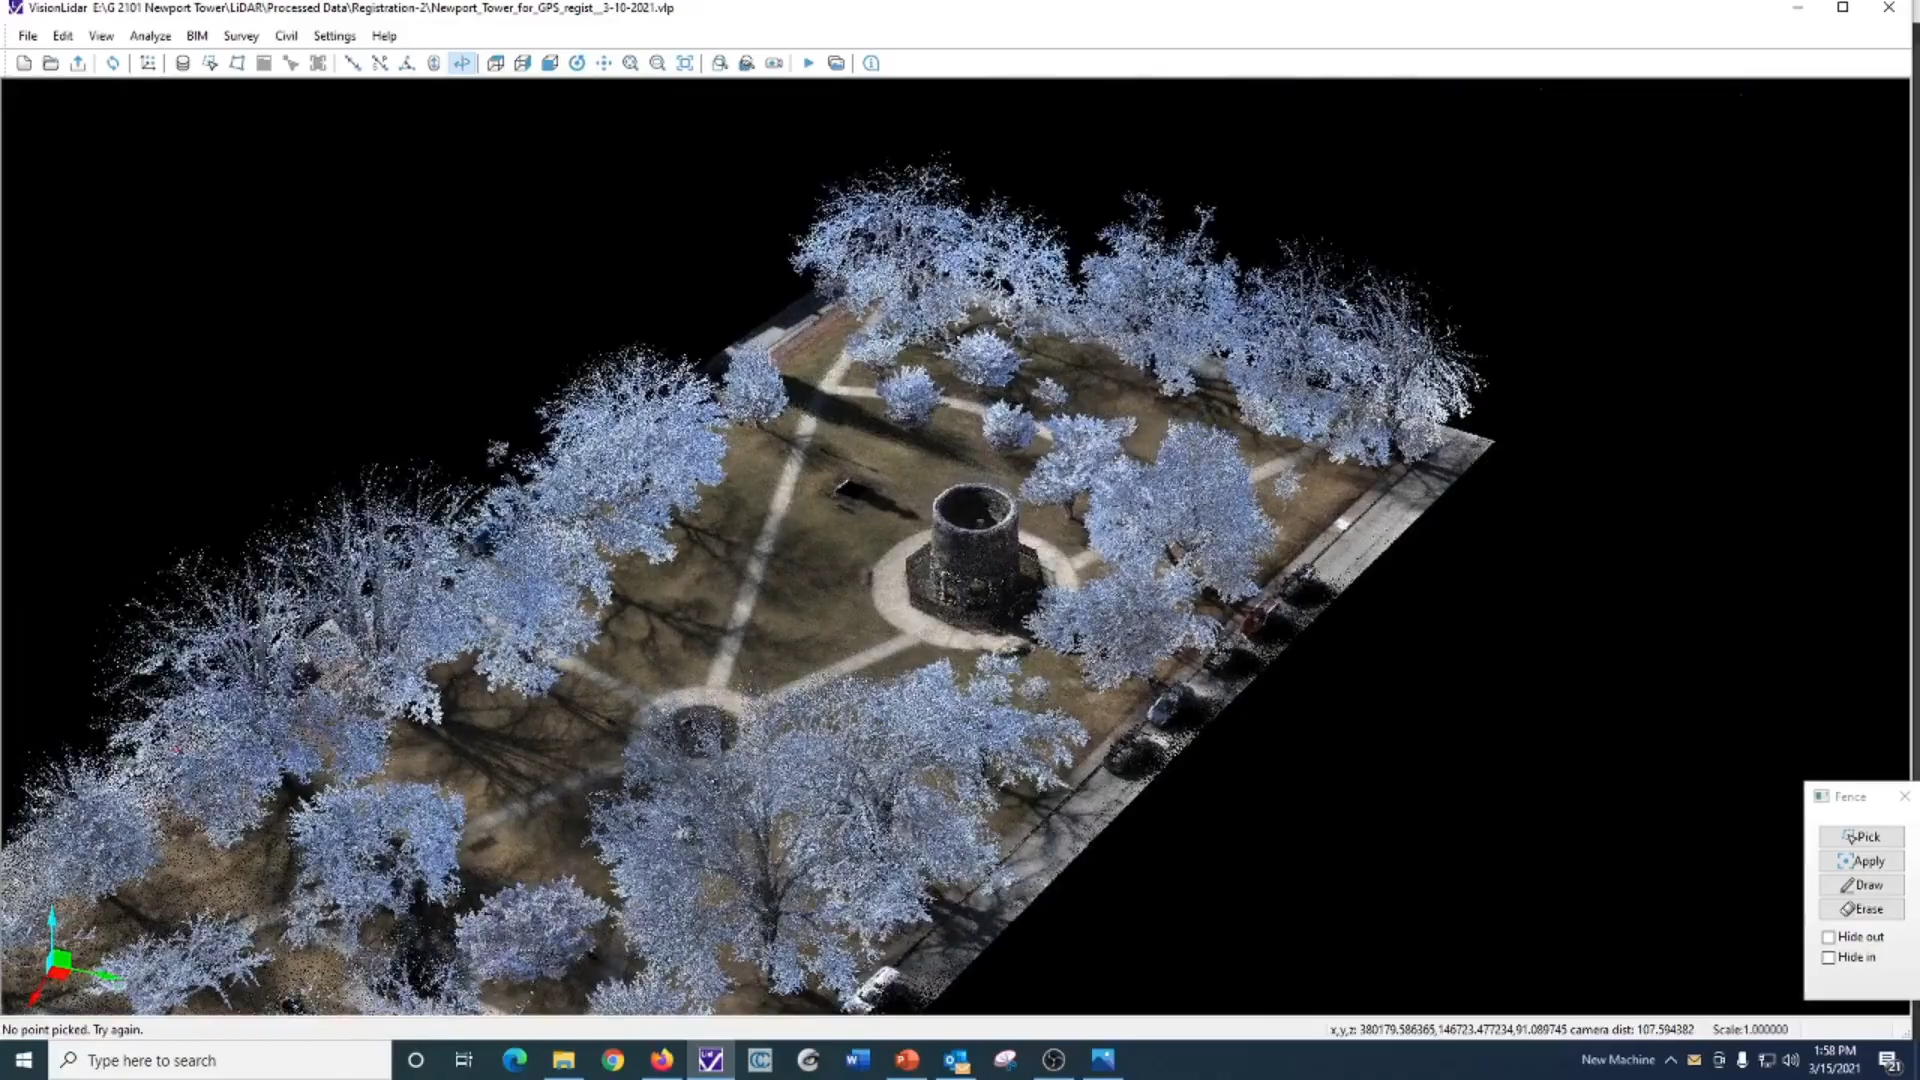 VisionLidar E:\G 2101 Newport Tower\LiDAR\Processed Data\Registration-2\Newport_Tower_for_GPS_regist__3-10-2021.vlp
File Edit View Analyze BIM Survey Civil Settings Help
Fence
Pick
Apply
Draw
Erase
Hide out
Hide in
No point picked. Try again.
x,y,z: 380179.586365,146723.477234,91.089745 camera dist: 107.594382 Scale:1.000000
Type here to search
New Machine
1:58 PM
3/15/2021
21